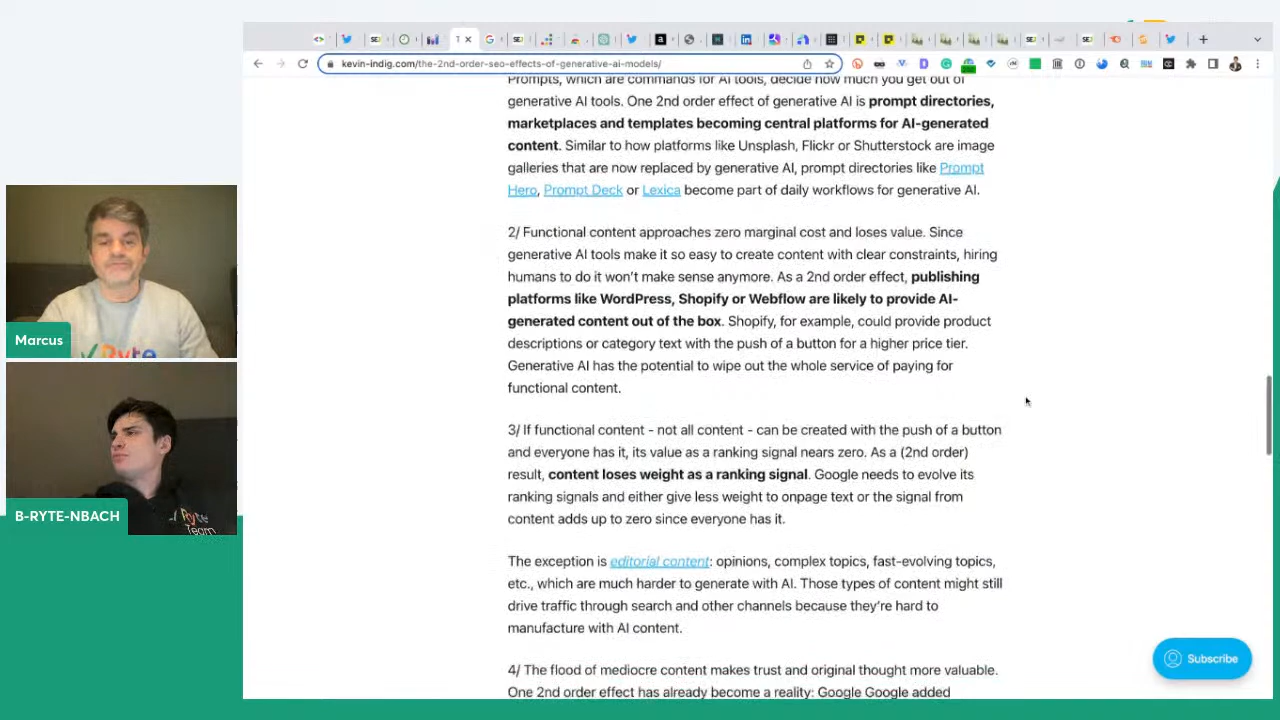 kevin-indig.com/the-2nd-order-seo-effects-of-generative-ai-models/
Prompts, which are commands for AI tools, decide how much you get out of
generative AI tools. One 2nd order effect of generative AI is prompt directories,
marketplaces and templates becoming central platforms for AI-generated
content. Similar to how platforms like Unsplash, Flickr or Shutterstock are image
galleries that are now replaced by generative AI, prompt directories like Prompt
Hero, Prompt Deck or Lexica become part of daily workflows for generative AI.
2/ Functional content approaches zero marginal cost and loses value. Since
generative AI tools make it so easy to create content with clear constraints, hiring
humans to do it won't make sense anymore. As a 2nd order effect, publishing
platforms like WordPress, Shopify or Webflow are likely to provide AI-
generated content out of the box. Shopify, for example, could provide product
descriptions or category text with the push of a button for a higher price tier.
Generative AI has the potential to wipe out the whole service of paying for
functional content.
3/ If functional content - not all content - can be created with the push of a button
and everyone has it, its value as a ranking signal nears zero. As a (2nd order)
result, content loses weight as a ranking signal. Google needs to evolve its
ranking signals and either give less weight to onpage text or the signal from
content adds up to zero since everyone has it.
The exception is editorial content: opinions, complex topics, fast-evolving topics,
etc., which are much harder to generate with AI. Those types of content might still
drive traffic through search and other channels because they're hard to
manufacture with AI content.
4/ The flood of mediocre content makes trust and original thought more valuable.
One 2nd order effect has already become a reality: Google Google added
Subscribe
Marcus
Ryte
B-RYTE-NBACH
Ryte
Team